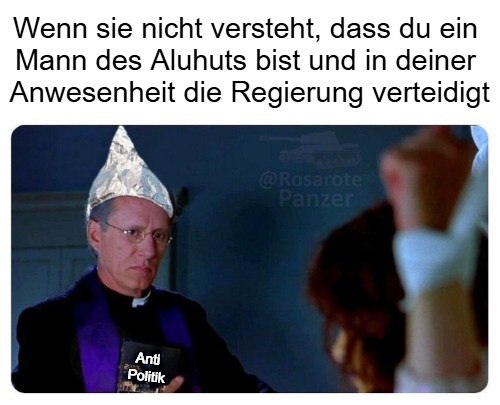 Wenn sie nicht versteht, dass du ein
Mann des Aluhuts bist und in deiner
Anwesenheit die Regierung verteidigt
@Rosarote
Panzer
Anti
Politik